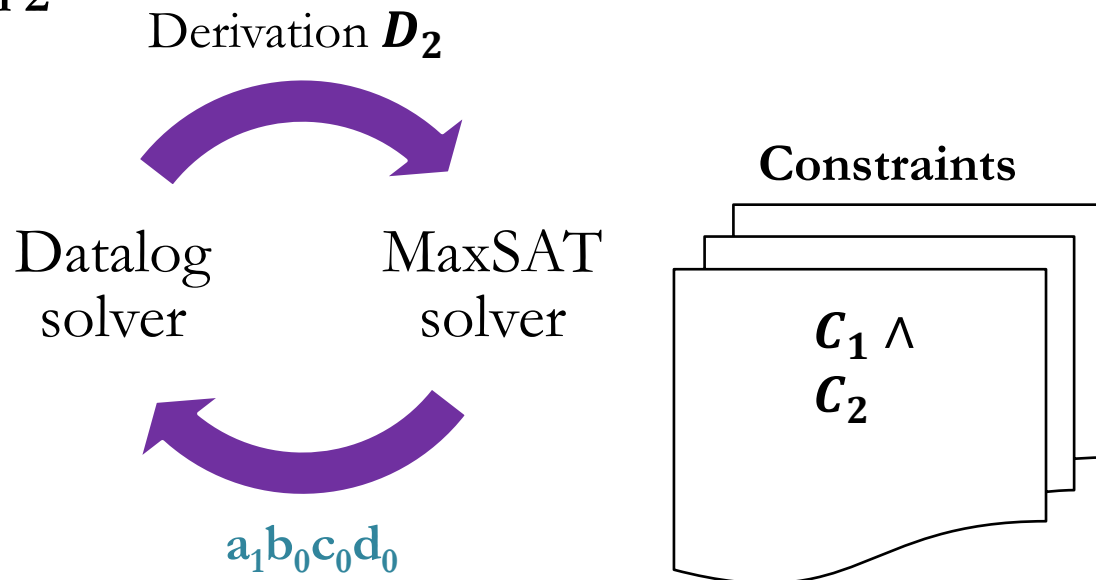 Derivation D₂
Datalog
solver
MaxSAT
solver
Constraints
C₁ ∧
C₂
a₁b₀c₀d₀